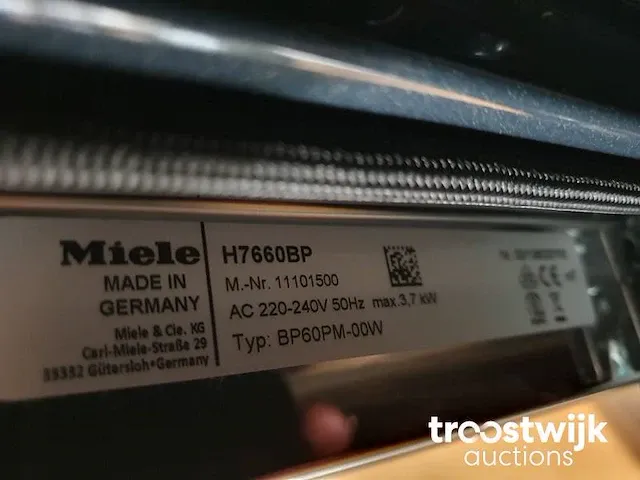 Miele
MADE IN
GERMANY
Miele & Cie. KG
Carl-Miele-Straße 29
33332 Gütersloh•Germany
H7660BP
M.-Nr. 11101500
AC 220-240V 50Hz max.3,7 kW
Typ: BP60PM-00W
CE
troostwijk
auctions